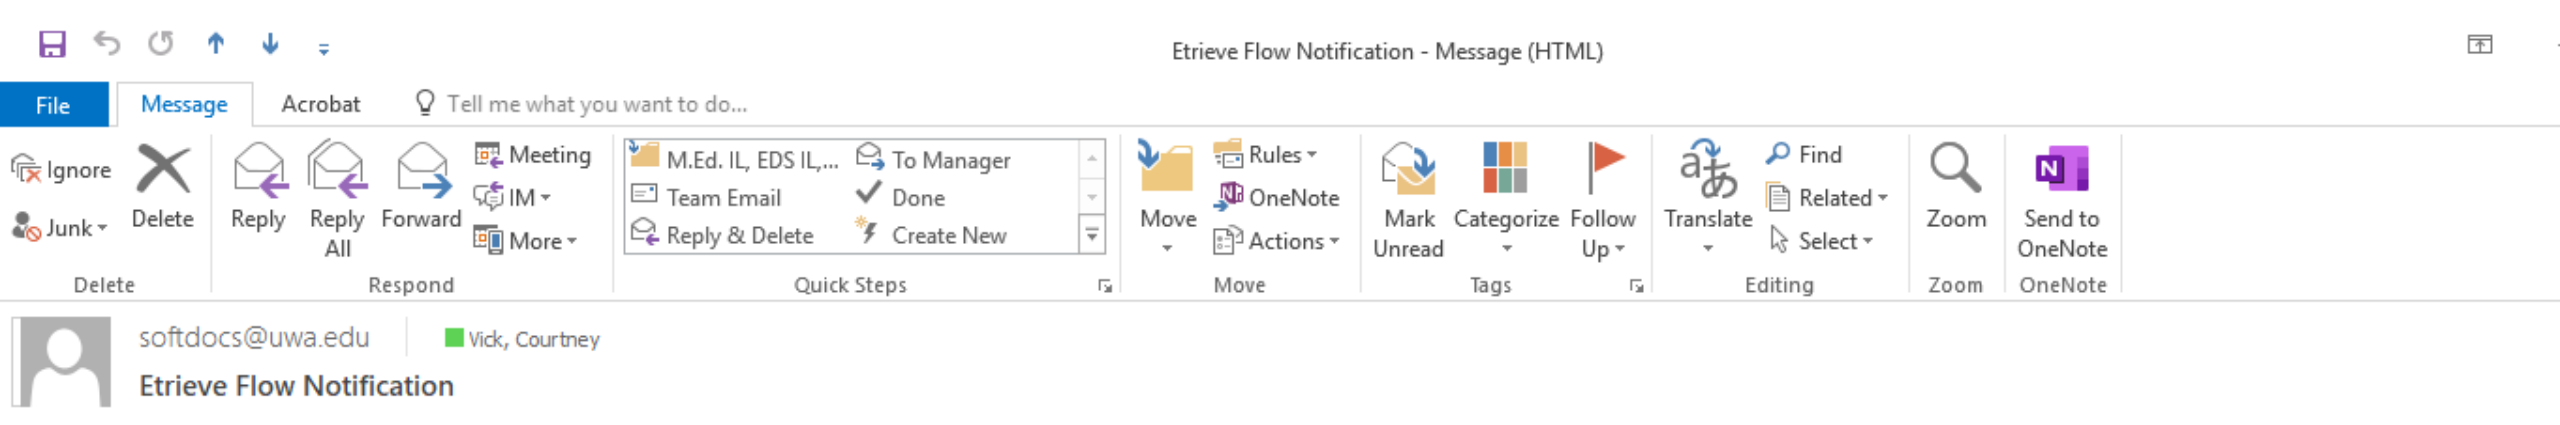 Etrieve Flow Notification - Message (HTML)
File Message Acrobat Tell me what you want to do...
Ignore
Junk
Delete
Delete
Reply
Reply All
Forward
Meeting
IM
More
Respond
M.Ed. IL, EDS IL,...
Team Email
Reply & Delete
To Manager
Done
Create New
Quick Steps
Move
Rules
OneNote
Actions
Move
Mark Unread
Categorize
Follow Up
Tags
Translate
Find
Related
Select
Editing
Zoom
Zoom
Send to OneNote
OneNote
softdocs@uwa.edu Vick, Courtney
Etrieve Flow Notification